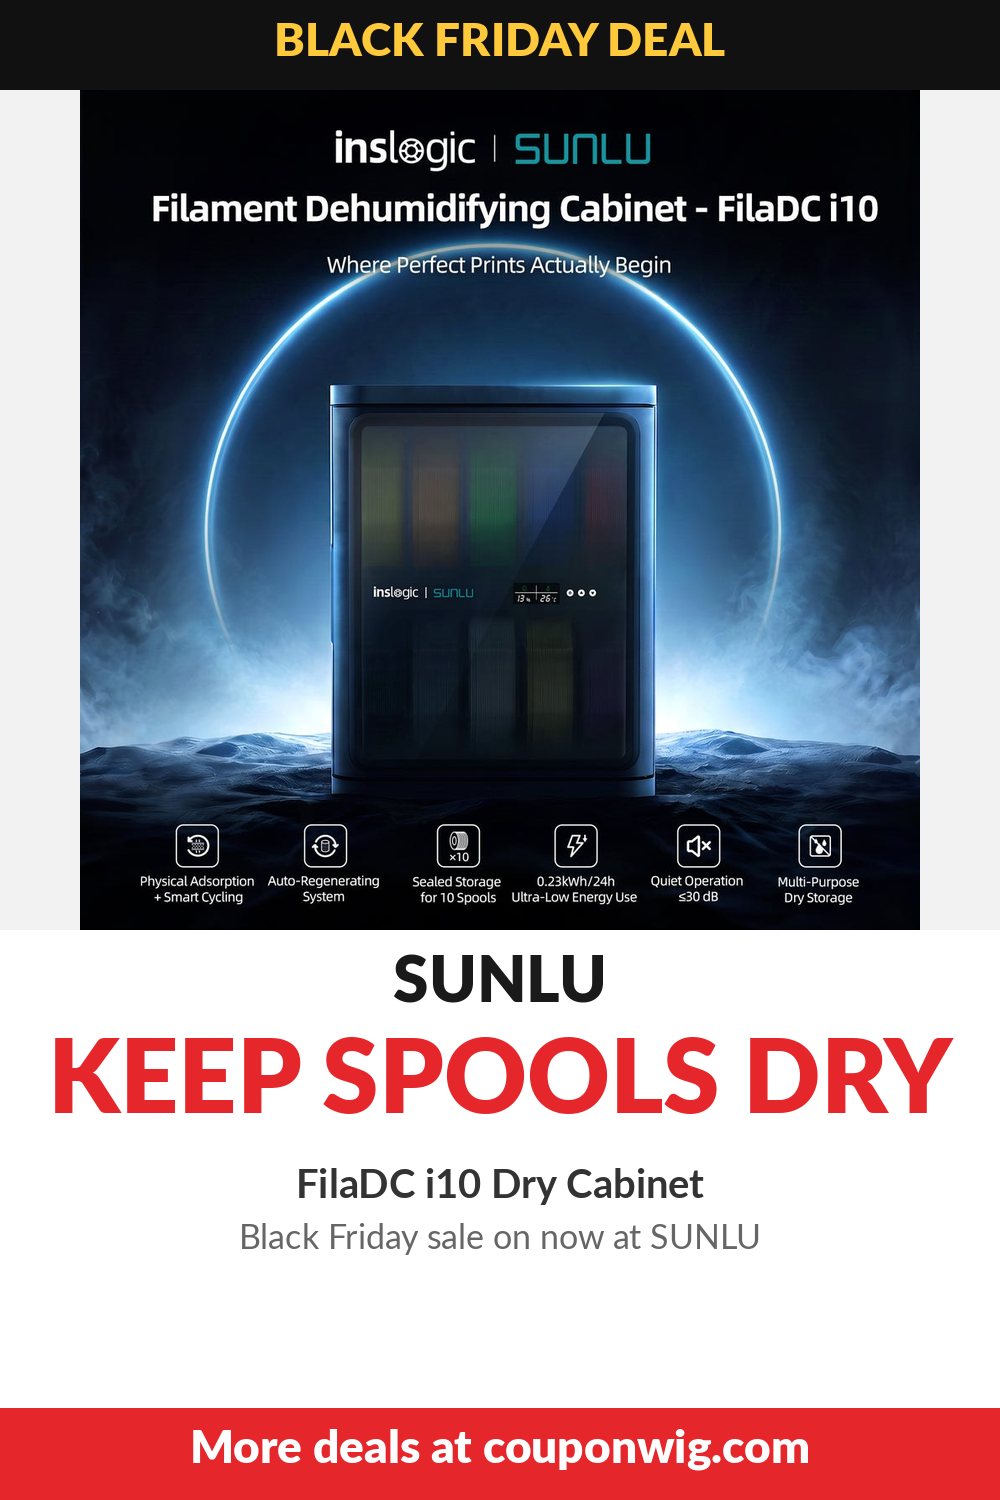 BLACK FRIDAY DEAL
inslogic | SUNLU
Filament Dehumidifying Cabinet - FilaDC i10
Where Perfect Prints Actually Begin
inslogic | SUNLU
13% 26°C
×10
Physical Adsorption
+ Smart Cycling
Auto-Regenerating
System
Sealed Storage
for 10 Spools
0.23kWh/24h
Ultra-Low Energy Use
Quiet Operation
≤30 dB
Multi-Purpose
Dry Storage
SUNLU
KEEP SPOOLS DRY
FilaDC i10 Dry Cabinet
Black Friday sale on now at SUNLU
More deals at couponwig.com